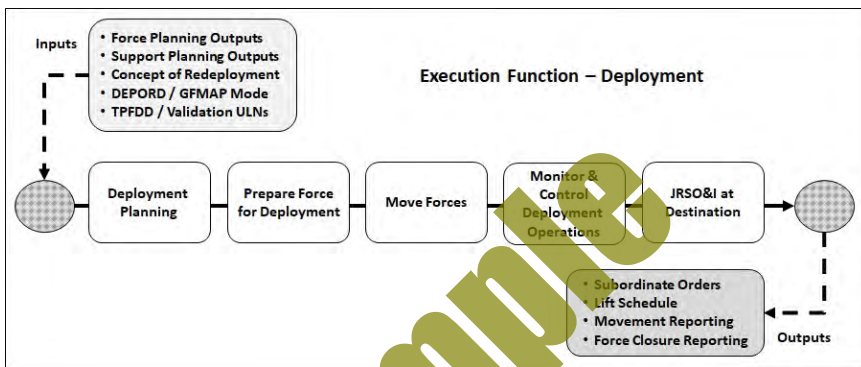 Inputs
• Force Planning Outputs
• Support Planning Outputs
• Concept of Redeployment
• DEPORD / GFMAP Mode
• TPFDD / Validation ULNs
Execution Function – Deployment
Deployment
Planning
Prepare Force
for Deployment
Move Forces
Monitor &
Control
Deployment
Operations
JRSO&I at
Destination
• Subordinate Orders
• Lift Schedule
• Movement Reporting
• Force Closure Reporting
Outputs
mple